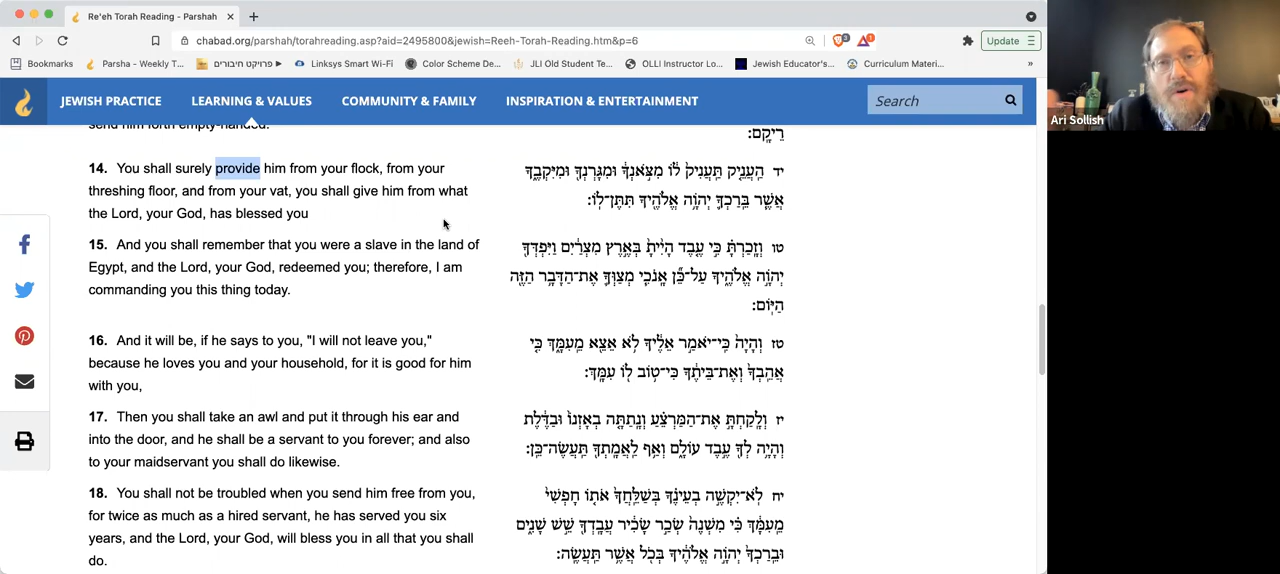 Re'eh Torah Reading - Parshah
chabad.org/parshah/torahreading.asp?aid=2495800&jewish=Reeh-Torah-Reading.htm&p=6
3
1
Update
Bookmarks
Parsha - Weekly T...
פרוייקט חיבורים
Linksys Smart Wi-Fi
Color Scheme De...
JLI Old Student Te...
OLLI Instructor Lo...
Jewish Educator's...
Curriculum Materi...
»
JEWISH PRACTICE
LEARNING & VALUES
COMMUNITY & FAMILY
INSPIRATION & ENTERTAINMENT
Search
Ari Sollish
send him forth empty-handed.
רֵיקָֽם:
14. You shall surely provide him from your flock, from your
threshing floor, and from your vat, you shall give him from what
the Lord, your God, has blessed you
יד הַֽעֲנֵ֤יק תַּֽעֲנִיק֙ ל֔וֹ מִצֹּ֣אנְךָ֔ וּמִגָּרְנְךָ֖ וּמִיִּקְבֶ֑ךָ
אֲשֶׁ֧ר בֵּֽרַכְךָ֛ יְהֹוָ֥ה אֱלֹהֶ֖יךָ תִּתֶּן־לֽוֹ:
15. And you shall remember that you were a slave in the land of
Egypt, and the Lord, your God, redeemed you; therefore, I am
commanding you this thing today.
טו וְזָֽכַרְתָּ֗ כִּ֣י עֶ֤בֶד הָיִ֨יתָ֙ בְּאֶ֣רֶץ מִצְרַ֔יִם וַיִּפְדְּךָ֖
יְהֹוָ֣ה אֱלֹהֶ֑יךָ עַל־כֵּ֞ן אָֽנֹכִ֧י מְצַוְּךָ֛ אֶת־הַדָּבָ֥ר הַזֶּ֖ה
הַיּֽוֹם:
16. And it will be, if he says to you, "I will not leave you,"
because he loves you and your household, for it is good for him
with you,
טז וְהָיָה֙ כִּֽי־יֹאמַ֣ר אֵלֶ֔יךָ לֹ֥א אֵצֵ֖א מֵֽעִמָּ֑ךְ כִּ֤י
אֲהֵֽבְךָ֙ וְאֶת־בֵּיתֶ֔ךָ כִּי־ט֥וֹב ל֖וֹ עִמָּֽךְ:
17. Then you shall take an awl and put it through his ear and
into the door, and he shall be a servant to you forever; and also
to your maidservant you shall do likewise.
יז וְלָֽקַחְתָּ֣ אֶת־הַמַּרְצֵ֗עַ וְנָֽתַתָּ֤ה בְאָזְנוֹ֙ וּבַדֶּ֔לֶת
וְהָיָ֥ה לְךָ֖ עֶ֣בֶד עוֹלָ֑ם וְאַ֥ף לַֽאֲמָֽתְךָ֖ תַּֽעֲשֶׂה־כֵּֽן:
18. You shall not be troubled when you send him free from you,
for twice as much as a hired servant, he has served you six
years, and the Lord, your God, will bless you in all that you shall
do.
יח לֹֽא־יִקְשֶׁ֣ה בְעֵינֶ֗ךָ בְּשַׁלֵּֽחֲךָ֙ אֹת֤וֹ חָפְשִׁי֙
מֵֽעִמָּ֔ךְ כִּ֗י מִשְׁנֶה֙ שְׂכַ֣ר שָׂכִ֔יר עֲבָֽדְךָ֖ שֵׁ֣שׁ שָׁנִ֑ים
וּבֵֽרַכְךָ֙ יְהֹוָ֣ה אֱלֹהֶ֔יךָ בְּכֹ֖ל אֲשֶׁ֥ר תַּֽעֲשֶֽׂה: